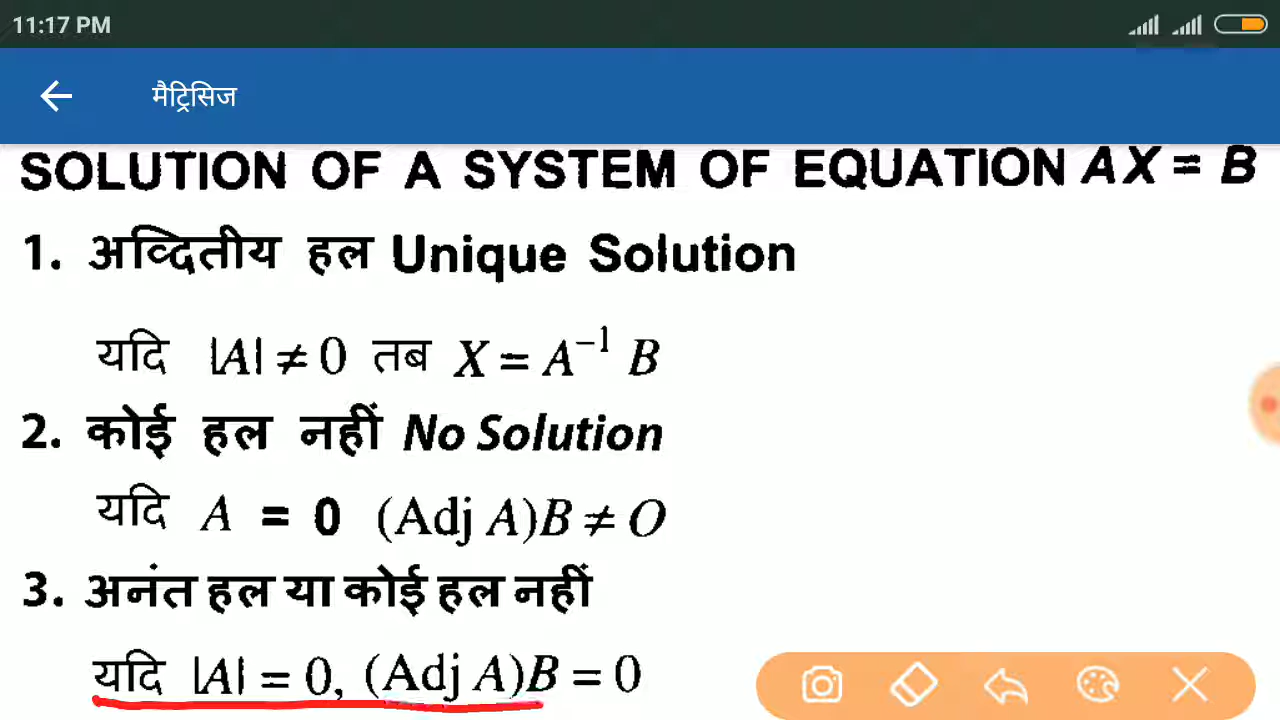 11:17 PM
मैट्रिसिज
SOLUTION OF A SYSTEM OF EQUATION AX = B
1. अव्दितीय हल Unique Solution
यदि |A| ≠ 0 तब X = A⁻¹ B
2. कोई हल नहीं No Solution
यदि A = 0 (Adj A)B ≠ O
3. अनंत हल या कोई हल नहीं
यदि |A| = 0, (Adj A)B = 0